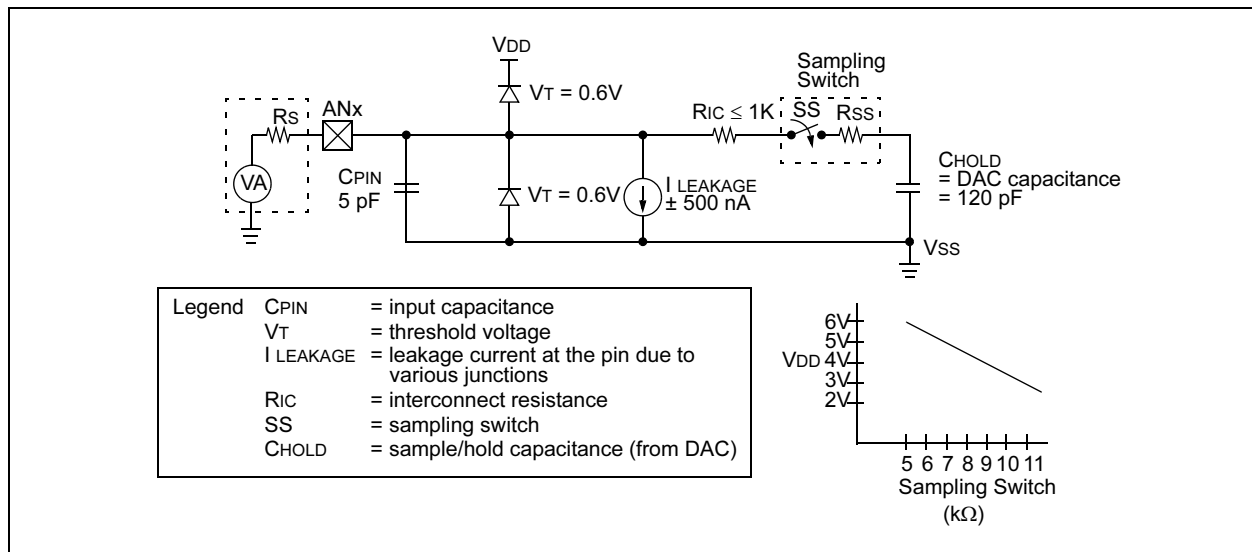 VDD
Sampling
Switch
VT = 0.6V
RIC ≤ 1K
SS
RSS
RS
ANx
VA
CPIN
5 pF
VT = 0.6V
I LEAKAGE
± 500 nA
CHOLD
= DAC capacitance
= 120 pF
VSS
Legend CPIN = input capacitance
VT = threshold voltage
I LEAKAGE = leakage current at the pin due to
various junctions
RIC = interconnect resistance
SS = sampling switch
CHOLD = sample/hold capacitance (from DAC)
6V
5V
VDD 4V
3V
2V
5 6 7 8 9 10 11
Sampling Switch
(kΩ)